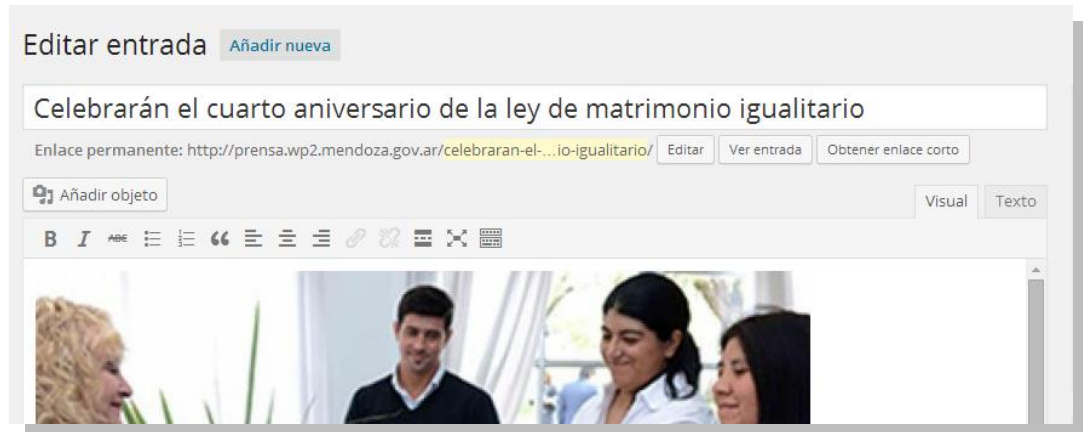 Editar entrada Añadir nueva
Celebrarán el cuarto aniversario de la ley de matrimonio igualitario
Enlace permanente: http://prensa.wp2.mendoza.gov.ar/celebraran-el-...io-igualitario/ Editar Ver entrada Obtener enlace corto
Añadir objeto Visual Texto
B I ABC